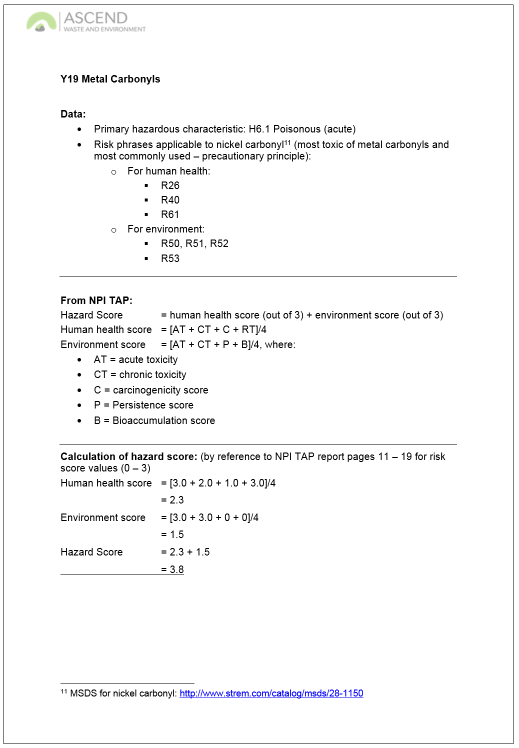 ASCEND
WASTE AND ENVIRONMENT
Y19 Metal Carbonyls
Data:
• Primary hazardous characteristic: H6.1 Poisonous (acute)
• Risk phrases applicable to nickel carbonyl¹¹ (most toxic of metal carbonyls and
most commonly used – precautionary principle):
o For human health:
▪ R26
▪ R40
▪ R61
o For environment:
▪ R50, R51, R52
▪ R53
From NPI TAP:
Hazard Score = human health score (out of 3) + environment score (out of 3)
Human health score = [AT + CT + C + RT]/4
Environment score = [AT + CT + P + B]/4, where:
• AT = acute toxicity
• CT = chronic toxicity
• C = carcinogenicity score
• P = Persistence score
• B = Bioaccumulation score
Calculation of hazard score: (by reference to NPI TAP report pages 11 – 19 for risk
score values (0 – 3)
Human health score = [3.0 + 2.0 + 1.0 + 3.0]/4
= 2.3
Environment score = [3.0 + 3.0 + 0 + 0]/4
= 1.5
Hazard Score = 2.3 + 1.5
= 3.8
¹¹ MSDS for nickel carbonyl: http://www.strem.com/catalog/msds/28-1150